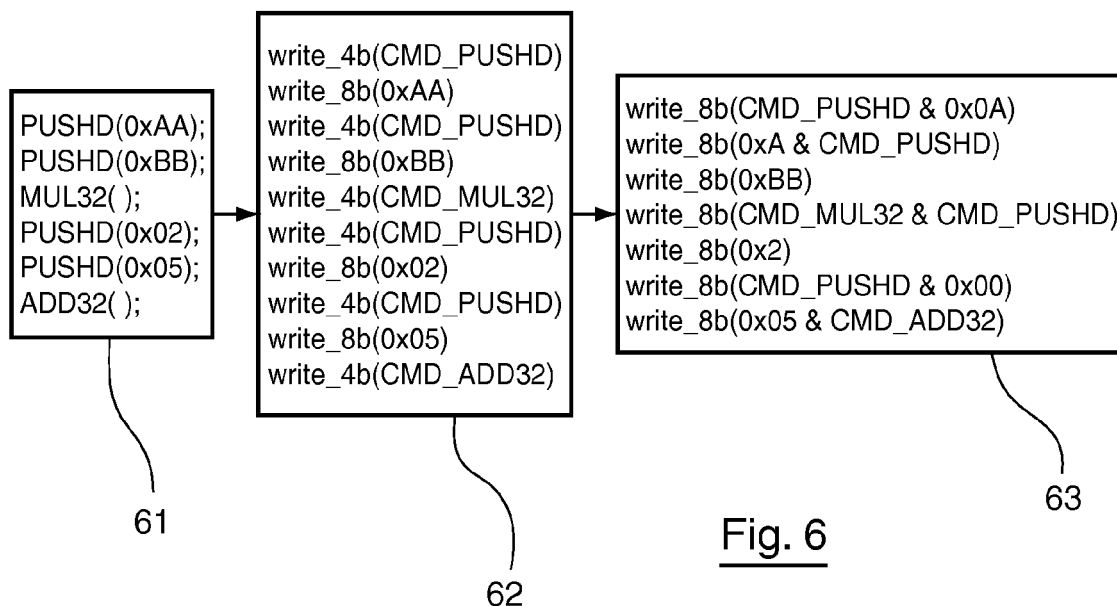 PUSHD(0xAA);
PUSHD(0xBB);
MUL32( );
PUSHD(0x02);
PUSHD(0x05);
ADD32( );
61
write_4b(CMD_PUSHD)
write_8b(0xAA)
write_4b(CMD_PUSHD)
write_8b(0xBB)
write_4b(CMD_MUL32)
write_4b(CMD_PUSHD)
write_8b(0x02)
write_4b(CMD_PUSHD)
write_8b(0x05)
write_4b(CMD_ADD32)
62
write_8b(CMD_PUSHD & 0x0A)
write_8b(0xA & CMD_PUSHD)
write_8b(0xBB)
write_8b(CMD_MUL32 & CMD_PUSHD)
write_8b(0x2)
write_8b(CMD_PUSHD & 0x00)
write_8b(0x05 & CMD_ADD32)
63
Fig. 6